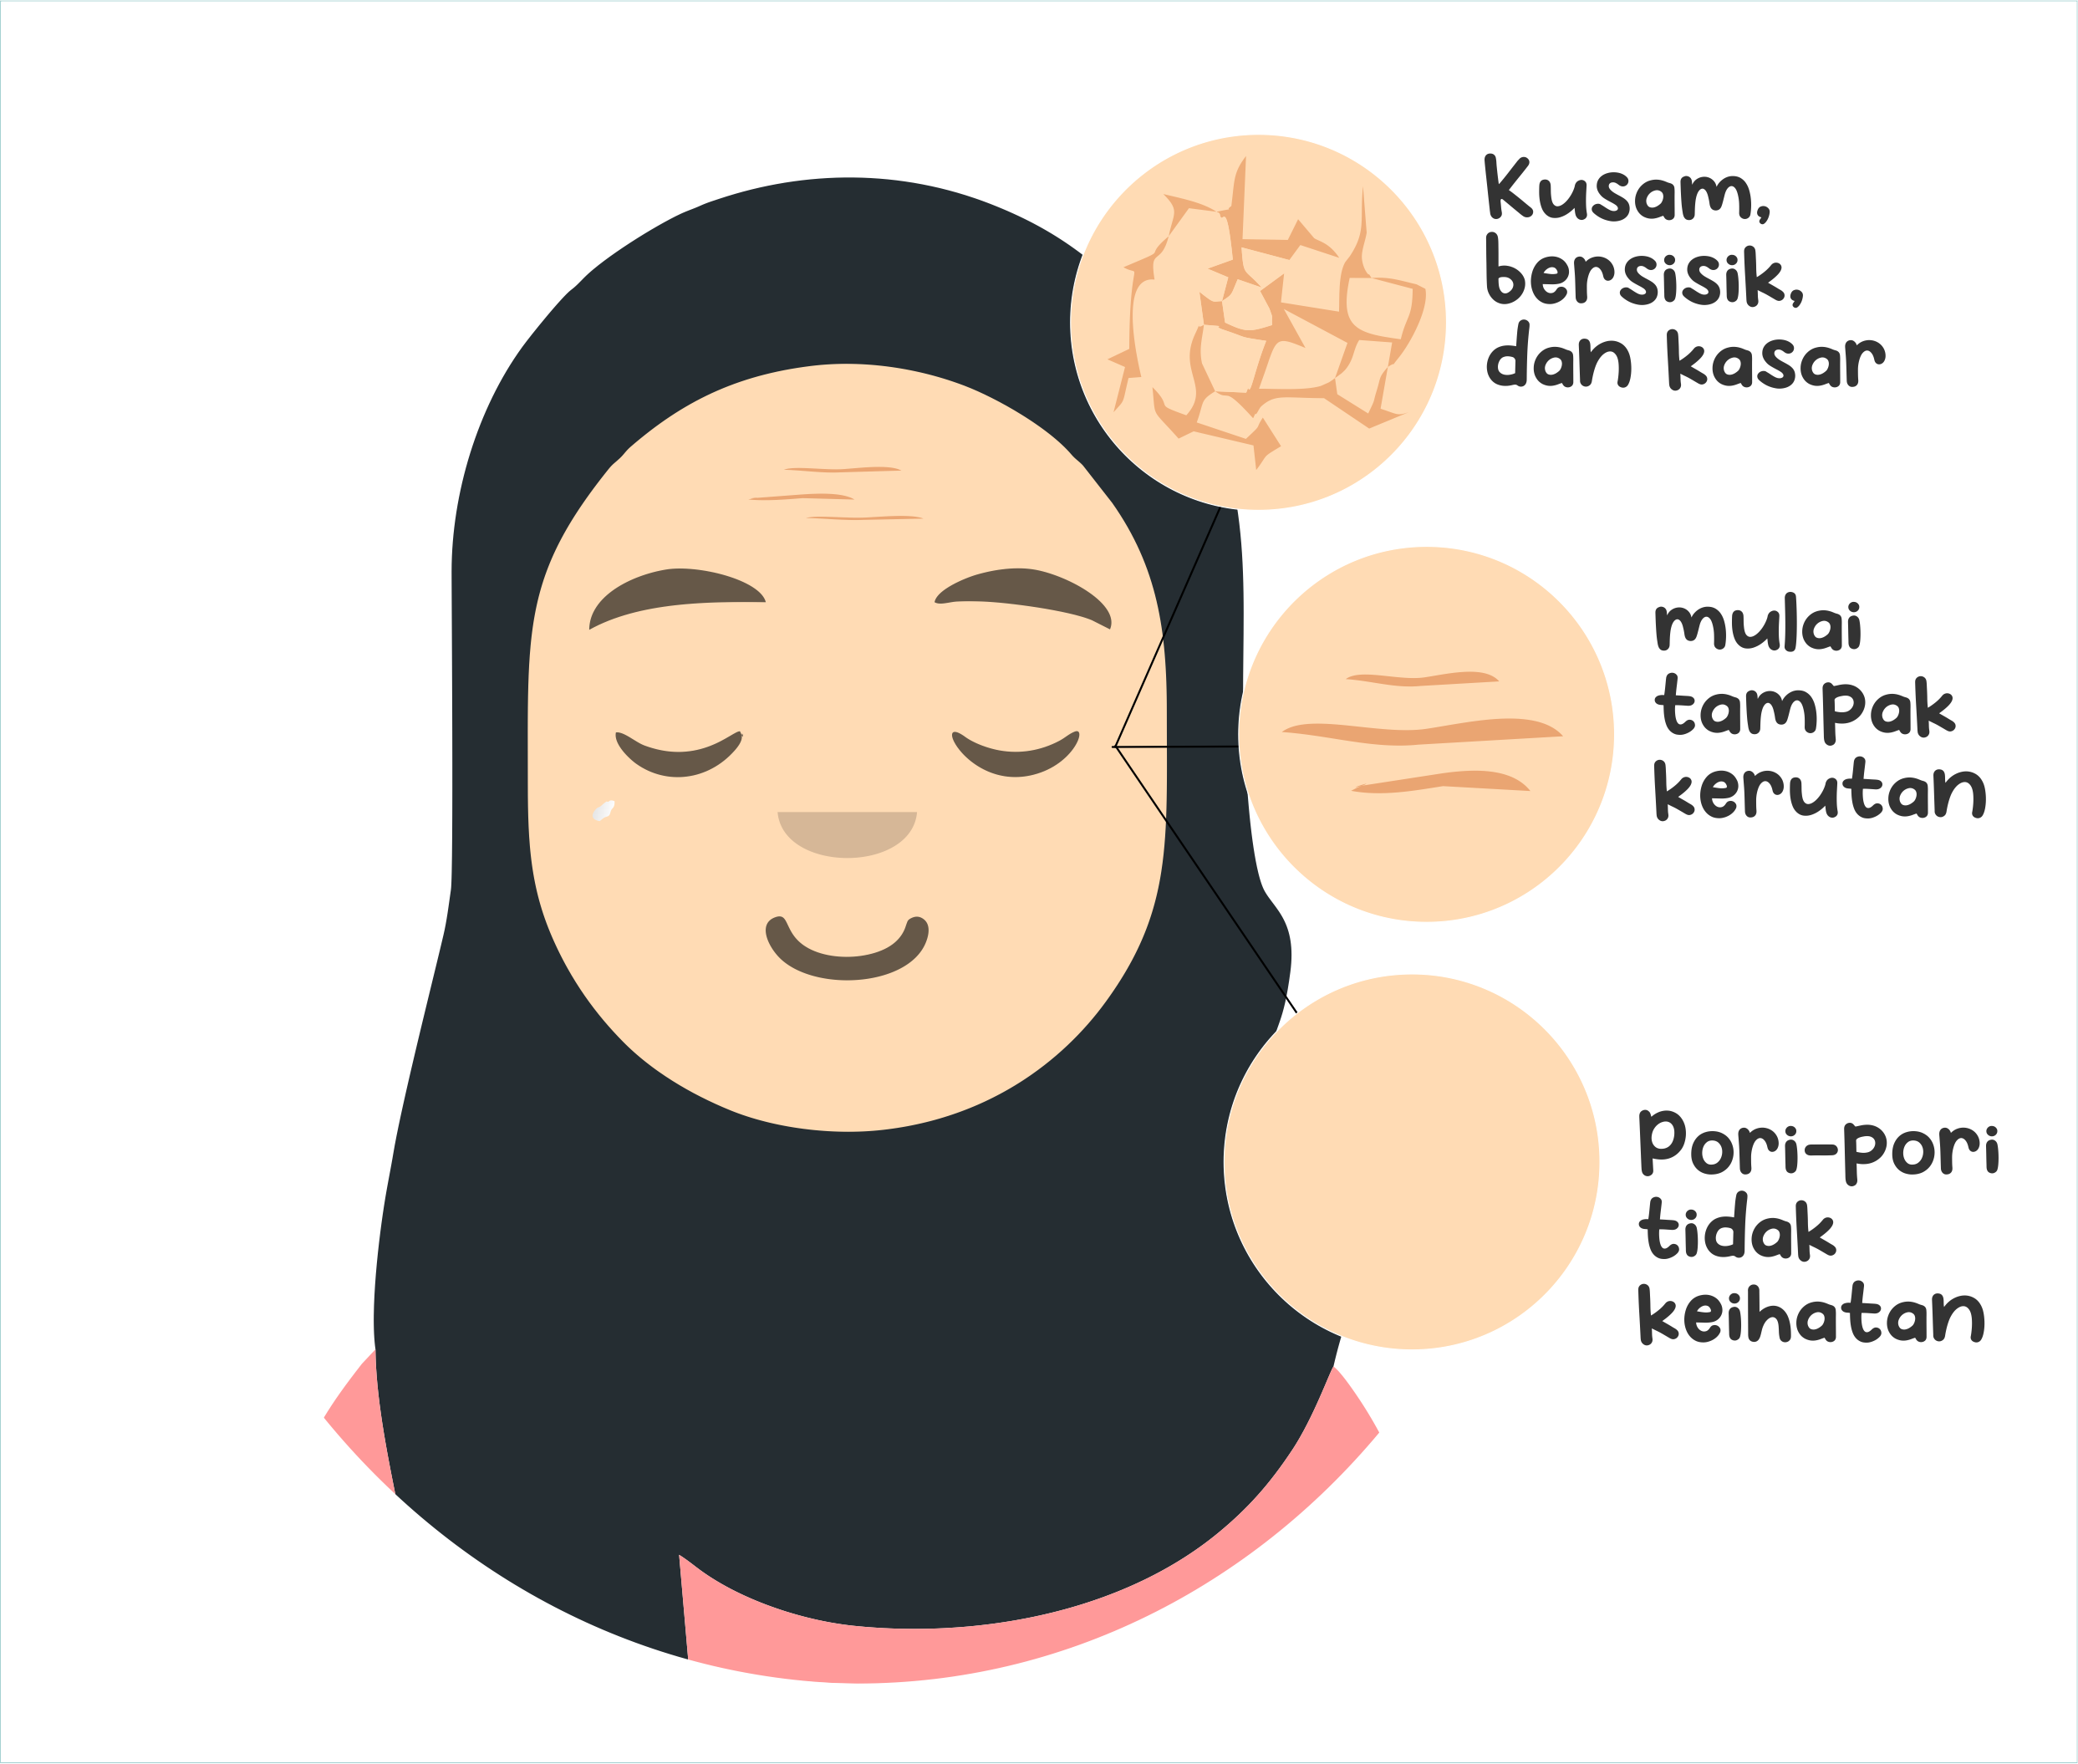 Kusam,
bersisik,
dan kasar
mulai
tampak
kerutan
pori-pori
tidak
keihatan